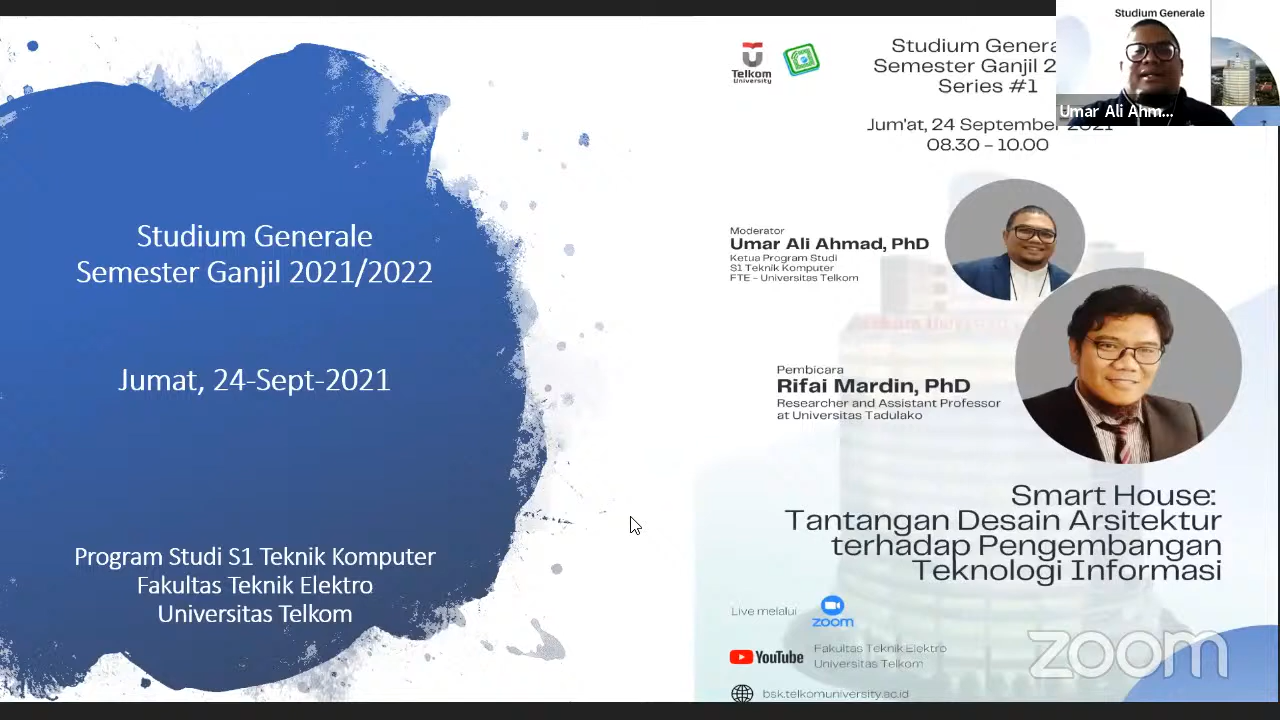 Studium Generale
Semester Ganjil 2021/2022
Jumat, 24-Sept-2021
Program Studi S1 Teknik Komputer
Fakultas Teknik Elektro
Universitas Telkom
Telkom
University
Studium Genera
Semester Ganjil 2
Series #1
Jum'at, 24 September 2021
08.30 – 10.00
Studium Generale
Umar Ali Ahm...
Moderator
Umar Ali Ahmad, PhD
Ketua Program Studi
S1 Teknik Komputer
FTE - Universitas Telkom
Pembicara
Rifai Mardin, PhD
Researcher and Assistant Professor
at Universitas Tadulako
Smart House:
Tantangan Desain Arsitektur
terhadap Pengembangan
Teknologi Informasi
Live melalui
zoom
YouTube
Fakultas Teknik Elektro
Universitas Telkom
bsk.telkomuniversity.ac.id
zoom